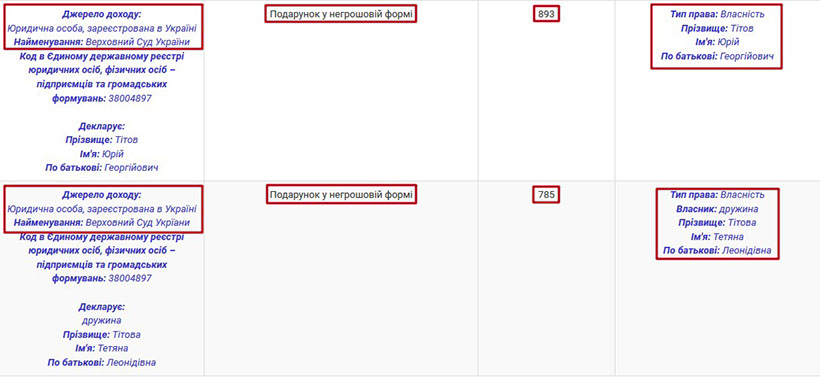 Джерело доходу:
Юридична особа, зареєстрована в Україні
Найменування: Верховний Суд України
Код в Єдиному державному реєстрі
юридичних осіб, фізичних осіб –
підприємців та громадських
формувань: 38004897
Декларує:
Прізвище: Тітов
Ім'я: Юрій
По батькові: Георгійович
Подарунок у негрошовій формі
893
Тип права: Власність
Прізвище: Тітов
Ім'я: Юрій
По батькові: Георгійович
Джерело доходу:
Юридична особа, зареєстрована в Україні
Найменування: Верховний Суд України
Код в Єдиному державному реєстрі
юридичних осіб, фізичних осіб –
підприємців та громадських
формувань: 38004897
Декларує:
дружина
Прізвище: Тітова
Ім'я: Тетяна
По батькові: Леонідівна
Подарунок у негрошовій формі
785
Тип права: Власність
Власник: дружина
Прізвище: Тітова
Ім'я: Тетяна
По батькові: Леонідівна